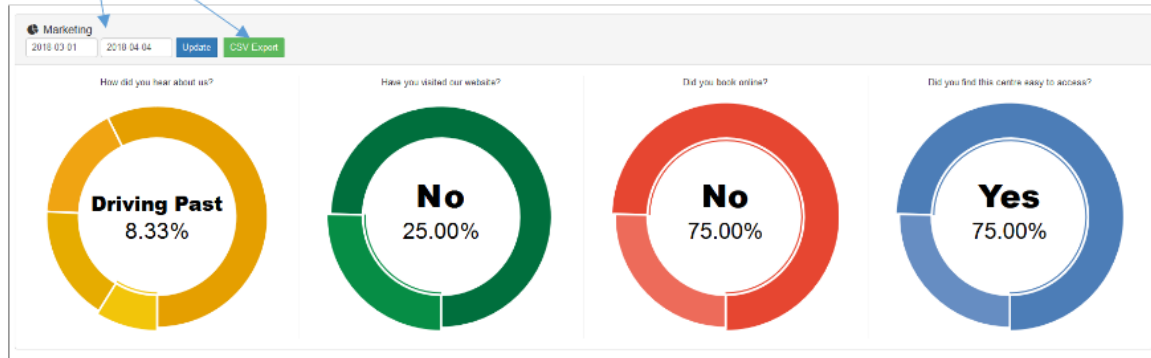 Marketing
2018-03-01 2018-04-04 Update CSV Export
How did you hear about us? Have you visited our website? Did you book online? Did you find this centre easy to access?
Driving Past No No Yes
8.33% 25.00% 75.00% 75.00%